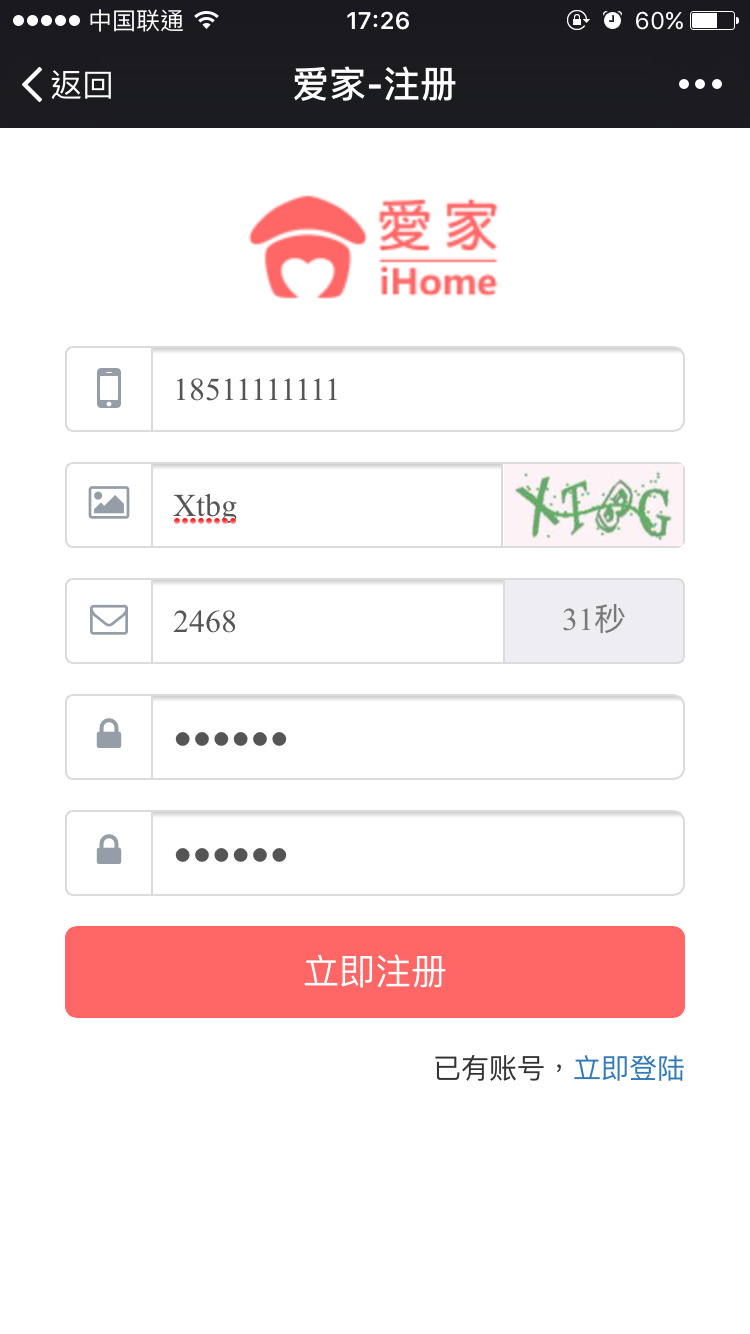 中国联通 17:26 60%
返回 爱家-注册
愛家
iHome
18511111111
Xtbg
2468 31秒
●●●●●●
●●●●●●
立即注册
已有账号，立即登陆